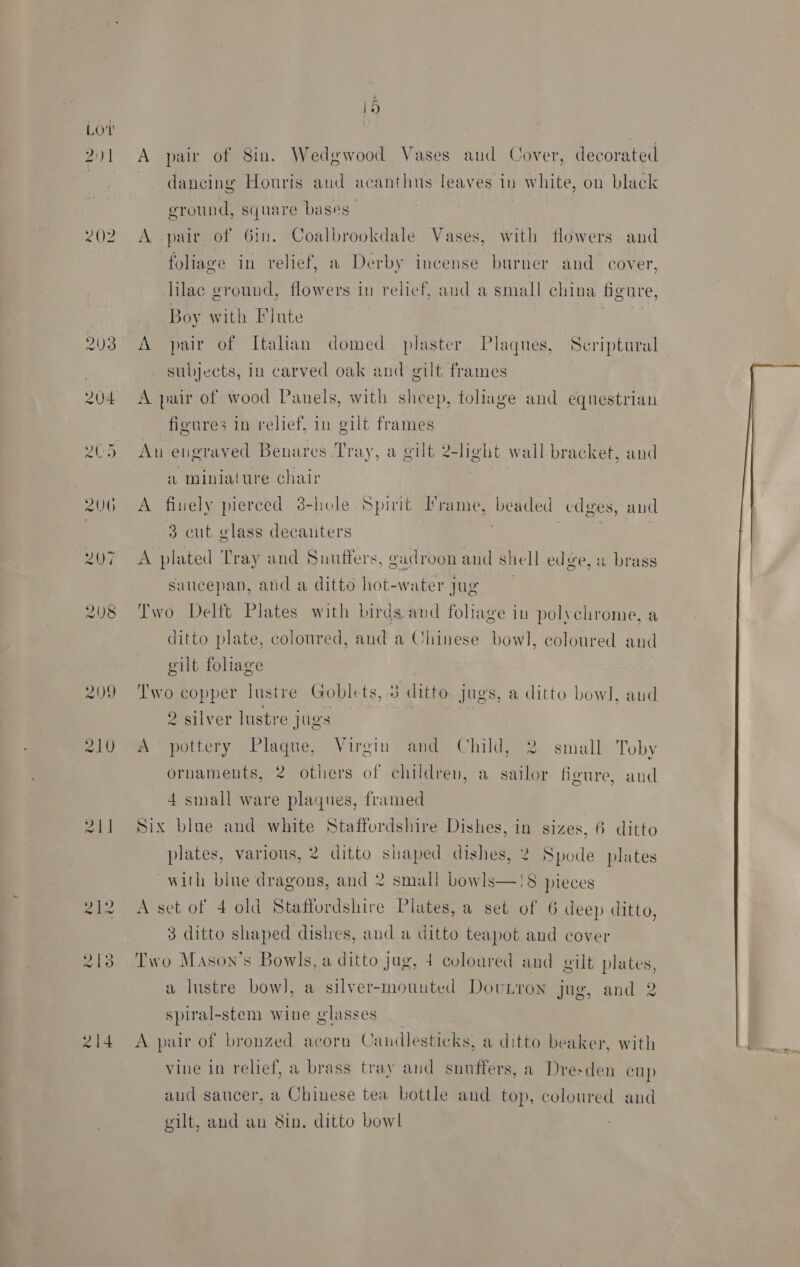 15
LOT
201 A pair of 8in. Wedgwood Vases and Cover, decorated
dancing Houris and acanthus leaves in white, on black
ground, square bases
202 A pair of 6in. Coalbrookdale Vases, with flowers and
foliage in relief, a Derby incense burner and cover,
lilac ground, flowers in relief, and a small china figure,
Boy with Flute
203 A pair of Italian domed plaster Plaques, Scriptural
subjects, in carved oak and gilt frames
204 A pair of wood Panels, with sheep, foliage and equestrian
figures in relief, in gilt frames
205 An engraved Benares Tray, a gilt 2-light wall bracket, and
a miniature chair
206 A finely pierced 3-hole Spirit Frame, beaded edges, and
3 cut glass decanters
207 A plated Tray and Snuffers, gadroon and shell edge, a brass
saucepan, and a ditto hot-water jug
208 Two Delft Plates with birds and foliage in polychrome, a
ditto plate, coloured, and a Chinese bowl, coloured and
gilt foliage
209 Two copper lustre Goblets, 3 ditto jugs, a ditto bowl, and
2 silver lustre jugs
210 A pottery Plaque, Virgin and Child, 2 small Toby
ornaments, 2 others of children, a sailor figure, and
4 small ware plaques, framed
211 Six blue and white Staffordshire Dishes, in sizes, 6 ditto
plates, various, 2 ditto shaped dishes, 2 Spode plates
with blue dragons, and 2 small bowls—18 pieces
212 A set of 4 old Staffordshire Plates, a set of 6 deep ditto,
3 ditto shaped dishes, and a ditto teapot and cover
213 Two Mason's Bowls, a ditto jug, 4 coloured and gilt plates,
a lustre bowl, a silver-mounted DOULTON jug, and 2
spiral-stem wine glasses
214 A pair of bronzed acorn Candlesticks, a ditto beaker, with
vine in relief, a brass tray and snuffers, a Dresden cup
and saucer, a Chinese tea bottle and top, coloured and
gilt, and an 8in. ditto bowl